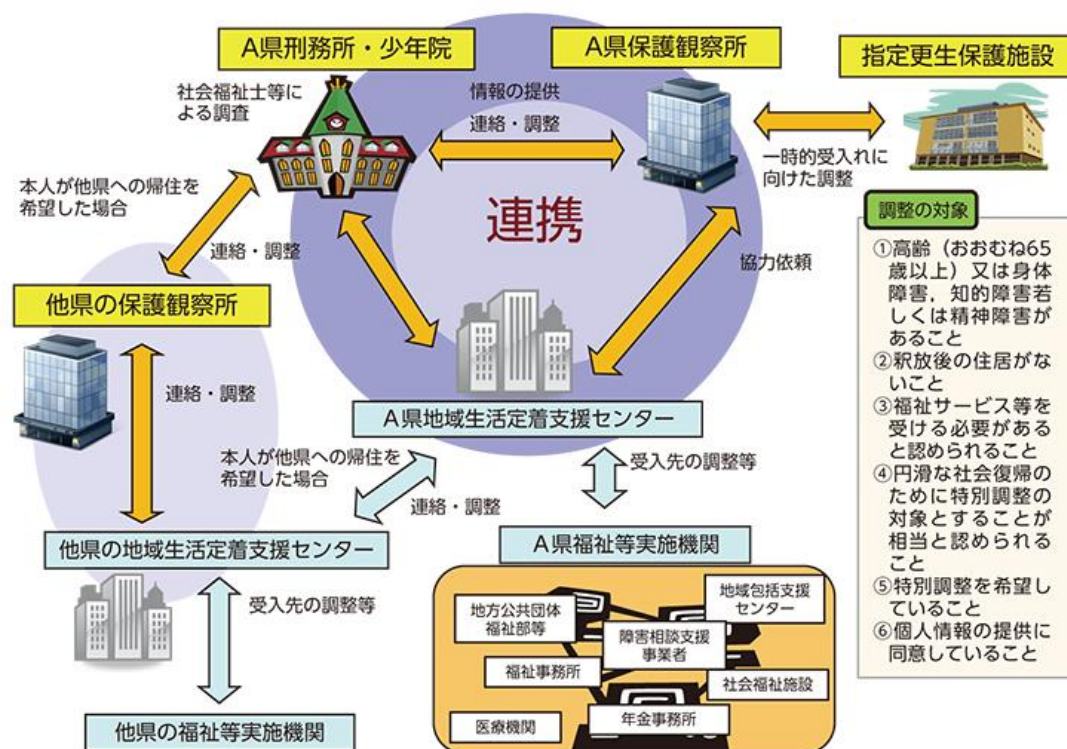 A県刑務所・少年院
A県保護観察所
指定更生保護施設
社会福祉士等に
よる調査
情報の提供
連絡・調整
一時的受入れに
向けた調整
本人が他県への帰住を
希望した場合
連絡・調整
連携
協力依頼
他県の保護観察所
連絡・調整
A県地域生活定着支援センター
本人が他県への帰住を
希望した場合
連絡・調整
受入先の調整等
他県の地域生活定着支援センター
受入先の調整等
他県の福祉等実施機関
A県福祉等実施機関
地方公共団体
福祉部等
地域包括支援
センター
障害相談支援
事業者
福祉事務所
社会福祉施設
医療機関
年金事務所
調整の対象
①高齢（おおむね65
歳以上）又は身体
障害，知的障害若
しくは精神障害が
あること
②釈放後の住居がな
いこと
③福祉サービス等を
受ける必要がある
と認められること
④円滑な社会復帰の
ために特別調整の
対象とすることが
相当と認められる
こと
⑤特別調整を希望し
ていること
⑥個人情報の提供に
同意していること